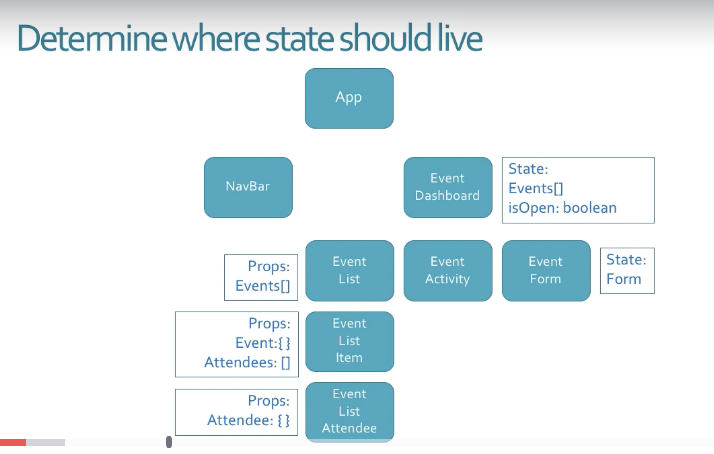 Determine where state should live
App
NavBar
Event
Dashboard
State:
Events[]
isOpen: boolean
Props:
Events[]
Event
List
Event
Activity
Event
Form
State:
Form
Props:
Event:{ }
Attendees: []
Event
List
Item
Props:
Attendee: { }
Event
List
Attendee